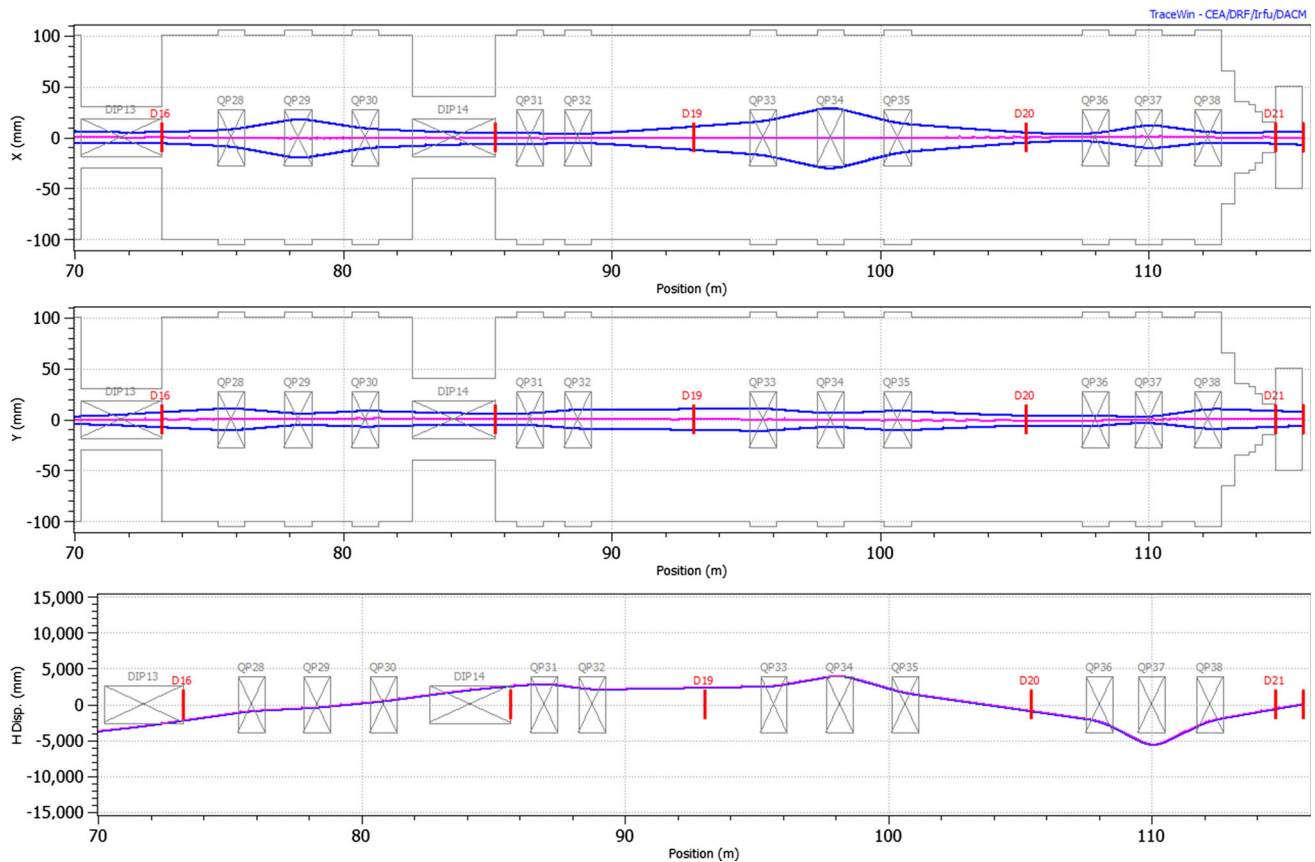 TraceWin - CEA/DRF/Irfu/DACM
100
50
0
-50
-100
X (mm)
DIP13 D16 QP28 QP29 QP30 DIP14 QP31 QP32 D19 QP33 QP34 QP35 D20 QP36 QP37 QP38 D21
70 80 90 100 110
Position (m)
100
50
0
-50
-100
Y (mm)
DIP13 D16 QP28 QP29 QP30 DIP14 QP31 QP32 D19 QP33 QP34 QP35 D20 QP36 QP37 QP38 D21
70 80 90 100 110
Position (m)
15,000
10,000
5,000
0
-5,000
-10,000
-15,000
H Disp. (mm)
DIP13 D16 QP28 QP29 QP30 DIP14 QP31 QP32 D19 QP33 QP34 QP35 D20 QP36 QP37 QP38 D21
70 80 90 100 110
Position (m)